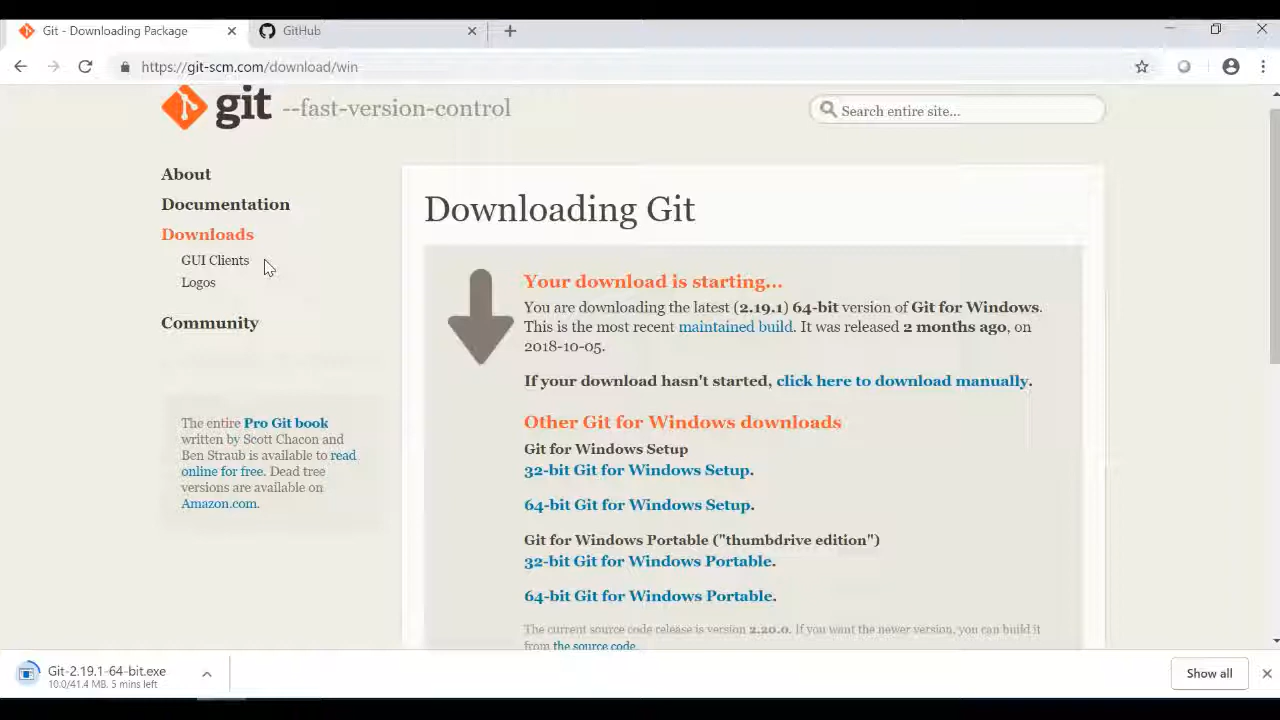 Git - Downloading Package
GitHub
https://git-scm.com/download/win
git --fast-version-control
Search entire site...
About
Documentation
Downloads
GUI Clients
Logos
Community
The entire Pro Git book
written by Scott Chacon and
Ben Straub is available to read
online for free. Dead tree
versions are available on
Amazon.com.
Downloading Git
Your download is starting...
You are downloading the latest (2.19.1) 64-bit version of Git for Windows.
This is the most recent maintained build. It was released 2 months ago, on
2018-10-05.
If your download hasn't started, click here to download manually.
Other Git for Windows downloads
Git for Windows Setup
32-bit Git for Windows Setup.
64-bit Git for Windows Setup.
Git for Windows Portable ("thumbdrive edition")
32-bit Git for Windows Portable.
64-bit Git for Windows Portable.
The current source code release is version 2.20.0. If you want the newer version, you can build it
from the source code.
Git-2.19.1-64-bit.exe
10.0/41.4 MB, 5 mins left
Show all